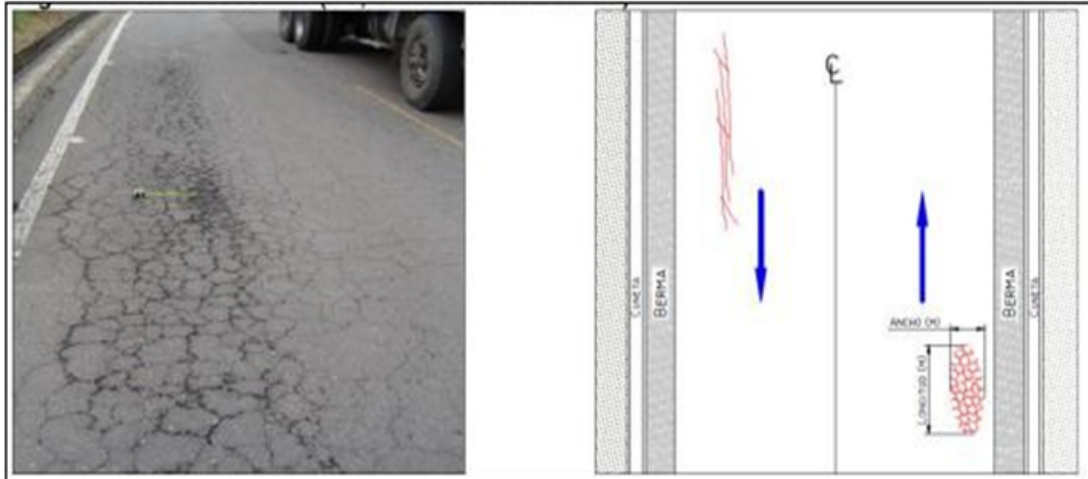 ℄
CUNETA
BERMA
ANCHO (M)
LONGITUD (M)
BERMA
CUNETA